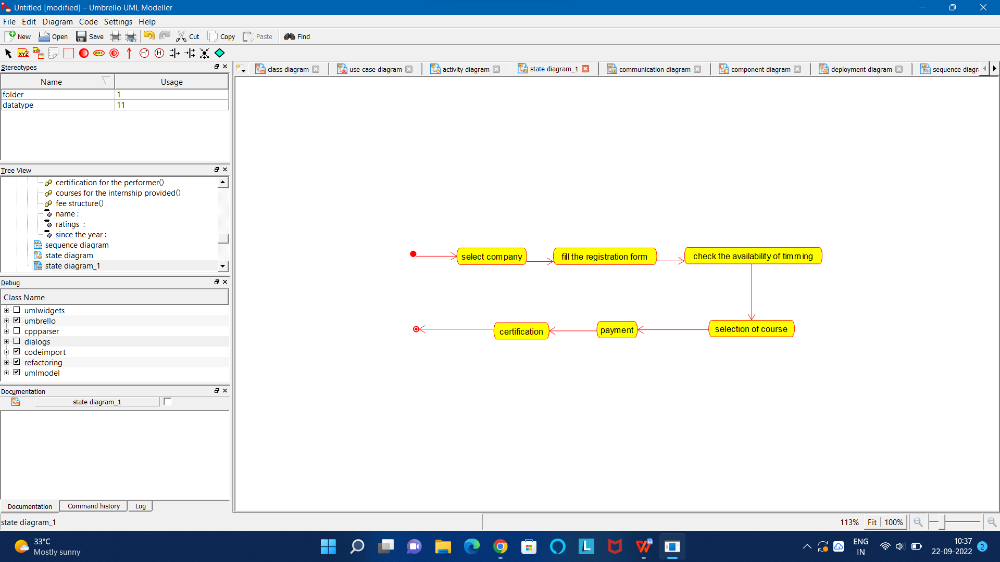 Untitled [modified] – Umbrello UML Modeller
File Edit Diagram Code Settings Help
New Open Save Cut Copy Paste Find
XYZ XYZ ABC H* H
Stereotypes
Name Usage
folder 1
datatype 11
Tree View
certification for the performer()
courses for the internship provided()
fee structure()
name :
ratings :
since the year :
sequence diagram
state diagram
state diagram_1
Debug
Class Name
umlwidgets
umbrello
cppparser
dialogs
codeimport
refactoring
umlmodel
Documentation
state diagram_1
Documentation Command history Log
state diagram_1
class diagram use case diagram activity diagram state diagram_1 communication diagram component diagram deployment diagram sequence diagr
select company fill the registration form check the availability of timming
certification payment selection of course
113% Fit 100%
33°C
Mostly sunny
ENG
IN
10:37
22-09-2022
2